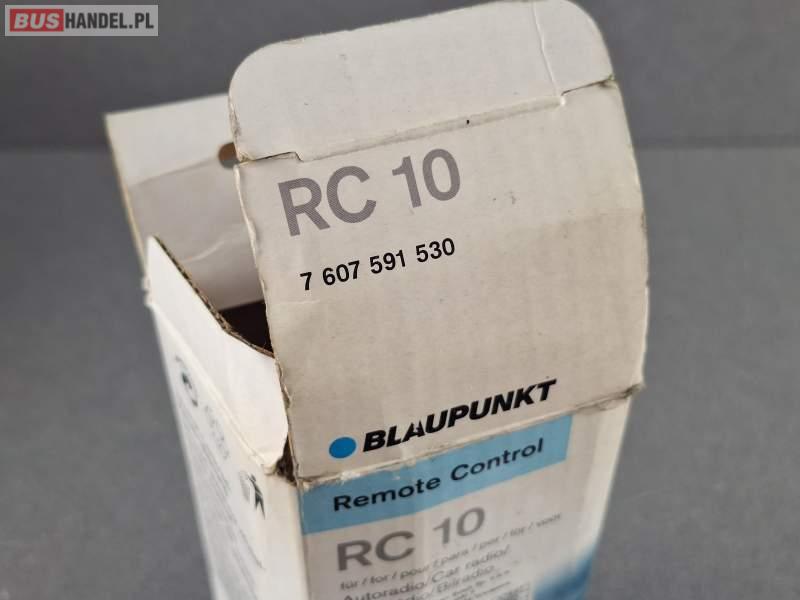 BUSHANDEL.PL
RC 10
7 607 591 530
BLAUPUNKT
Remote Control
RC 10
für / for / pour / para / per / för / voor
Autoradio/Car radio/